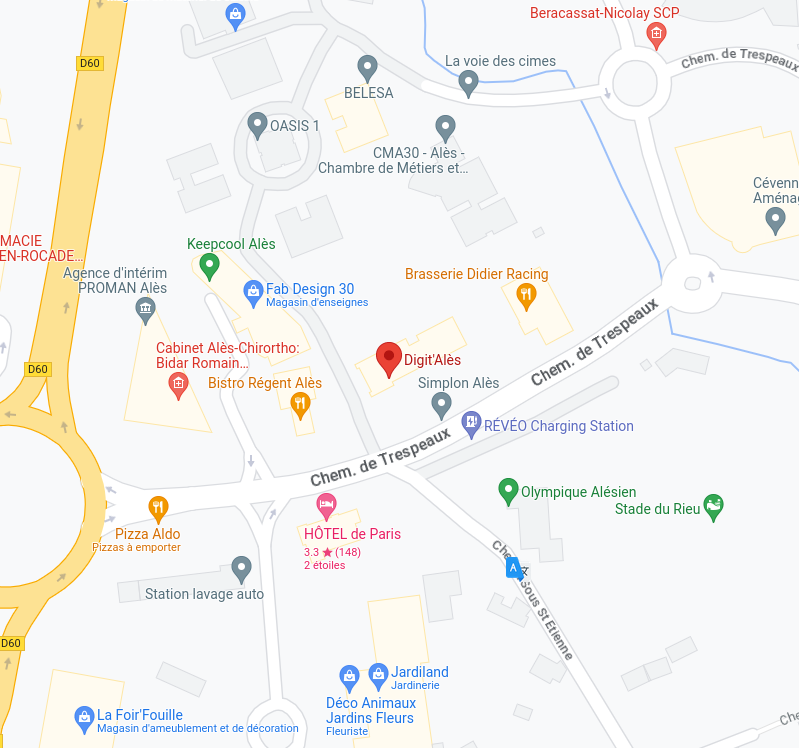 Beracassat-Nicolay SCP
D60
La voie des cimes
Chem. de Trespeaux
BELESA
OASIS 1
CMA30 - Alès -
Chambre de Métiers et...
Cévenn
Aména
MACIE
EN-ROCADE...
Keepcool Alès
Agence d'intérim
PROMAN Alès
Fab Design 30
Magasin d'enseignes
Brasserie Didier Racing
Chem. de Trespeaux
Cabinet Alès-Chirortho:
Bidar Romain...
Digit'Alès
D60
Bistro Régent Alès
Simplon Alès
RÉVÉO Charging Station
Chem. de Trespeaux
Olympique Alésien
Stade du Rieu
Pizza Aldo
Pizzas à emporter
HÔTEL de Paris
3.3 ★ (148)
2 étoiles
Che
Sous St Etienne
A
Station lavage auto
D60
Jardiland
Jardinerie
Déco Animaux
Jardins Fleurs
Fleuriste
La Foir'Fouille
Magasin d'ameublement et de décoration
Che